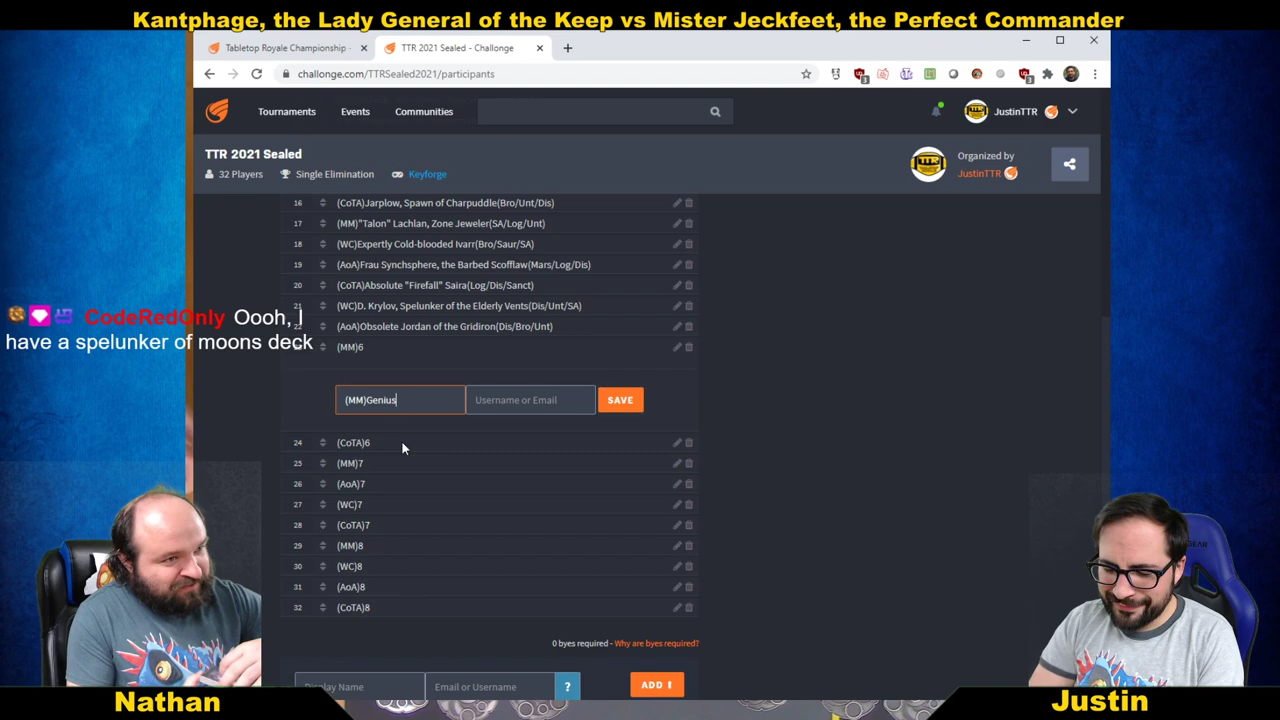 Kantphage, the Lady General of the Keep vs Mister Jeckfeet, the Perfect Commander
Tabletop Royale Championship -
TTR 2021 Sealed - Challonge
challonge.com/TTRSealed2021/participants
Tournaments
Events
Communities
JustinTTR
TTR 2021 Sealed
32 Players
Single Elimination
Keyforge
Organized by
JustinTTR
16 (CoTA)Jarplow, Spawn of Charpuddle(Bro/Unt/Dis)
17 (MM)"Talon" Lachlan, Zone Jeweler(SA/Log/Unt)
18 (WC)Expertly Cold-blooded Ivarr(Bro/Saur/SA)
19 (AoA)Frau Synchsphere, the Barbed Scofflaw(Mars/Log/Dis)
20 (CoTA)Absolute "Firefall" Saira(Log/Dis/Sanct)
21 (WC)D. Krylov, Spelunker of the Elderly Vents(Dis/Unt/SA)
22 (AoA)Obsolete Jordan of the Gridiron(Dis/Bro/Unt)
(MM)6
CodeRedOnly Oooh, I
have a spelunker of moons deck
(MM)Genius
Username or Email
SAVE
24 (CoTA)6
25 (MM)7
26 (AoA)7
27 (WC)7
28 (CoTA)7
29 (MM)8
30 (WC)8
31 (AoA)8
32 (CoTA)8
0 byes required - Why are byes required?
Display Name
Email or Username
?
ADD
Nathan
Justin